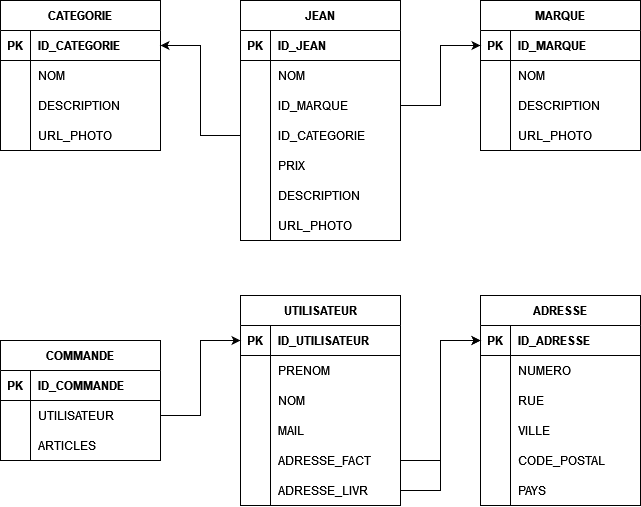 CATEGORIE
PK ID_CATEGORIE
NOM
DESCRIPTION
URL_PHOTO
JEAN
PK ID_JEAN
NOM
ID_MARQUE
ID_CATEGORIE
PRIX
DESCRIPTION
URL_PHOTO
MARQUE
PK ID_MARQUE
NOM
DESCRIPTION
URL_PHOTO
COMMANDE
PK ID_COMMANDE
UTILISATEUR
ARTICLES
UTILISATEUR
PK ID_UTILISATEUR
PRENOM
NOM
MAIL
ADRESSE_FACT
ADRESSE_LIVR
ADRESSE
PK ID_ADRESSE
NUMERO
RUE
VILLE
CODE_POSTAL
PAYS